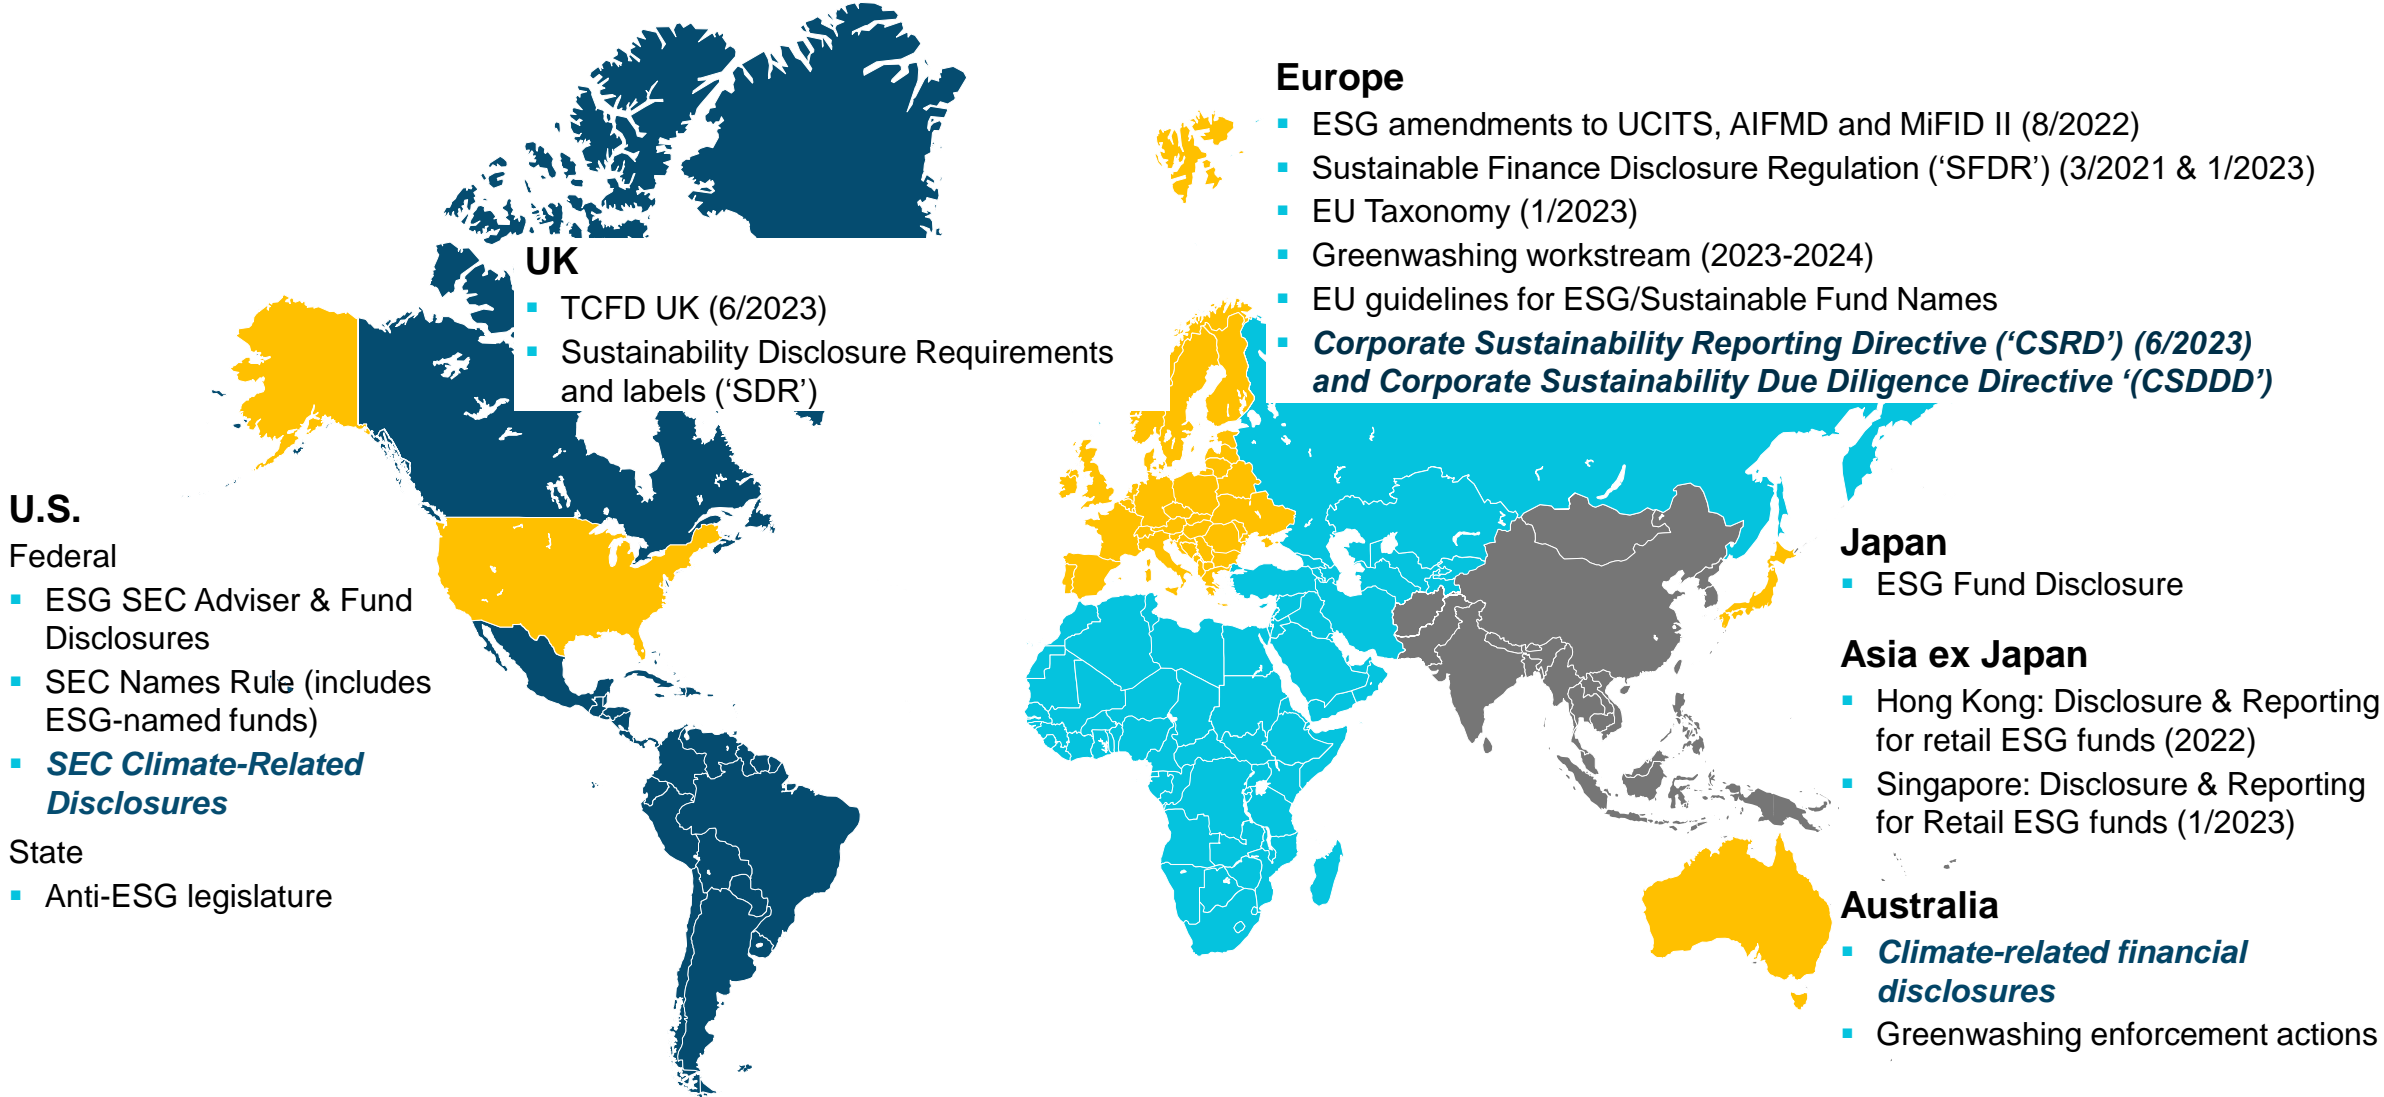 Europe
▪ ESG amendments to UCITS, AIFMD and MiFID II (8/2022)
▪ Sustainable Finance Disclosure Regulation (‘SFDR’) (3/2021 & 1/2023)
▪ EU Taxonomy (1/2023)
▪ Greenwashing workstream (2023-2024)
▪ EU guidelines for ESG/Sustainable Fund Names
▪ Corporate Sustainability Reporting Directive (‘CSRD’) (6/2023)
and Corporate Sustainability Due Diligence Directive ‘(CSDDD’)
UK
▪ TCFD UK (6/2023)
▪ Sustainability Disclosure Requirements
and labels (‘SDR’)
U.S.
Federal
▪ ESG SEC Adviser & Fund
Disclosures
▪ SEC Names Rule (includes
ESG-named funds)
▪ SEC Climate-Related
Disclosures
State
▪ Anti-ESG legislature
Japan
▪ ESG Fund Disclosure
Asia ex Japan
▪ Hong Kong: Disclosure & Reporting
for retail ESG funds (2022)
▪ Singapore: Disclosure & Reporting
for Retail ESG funds (1/2023)
Australia
▪ Climate-related financial
disclosures
▪ Greenwashing enforcement actions